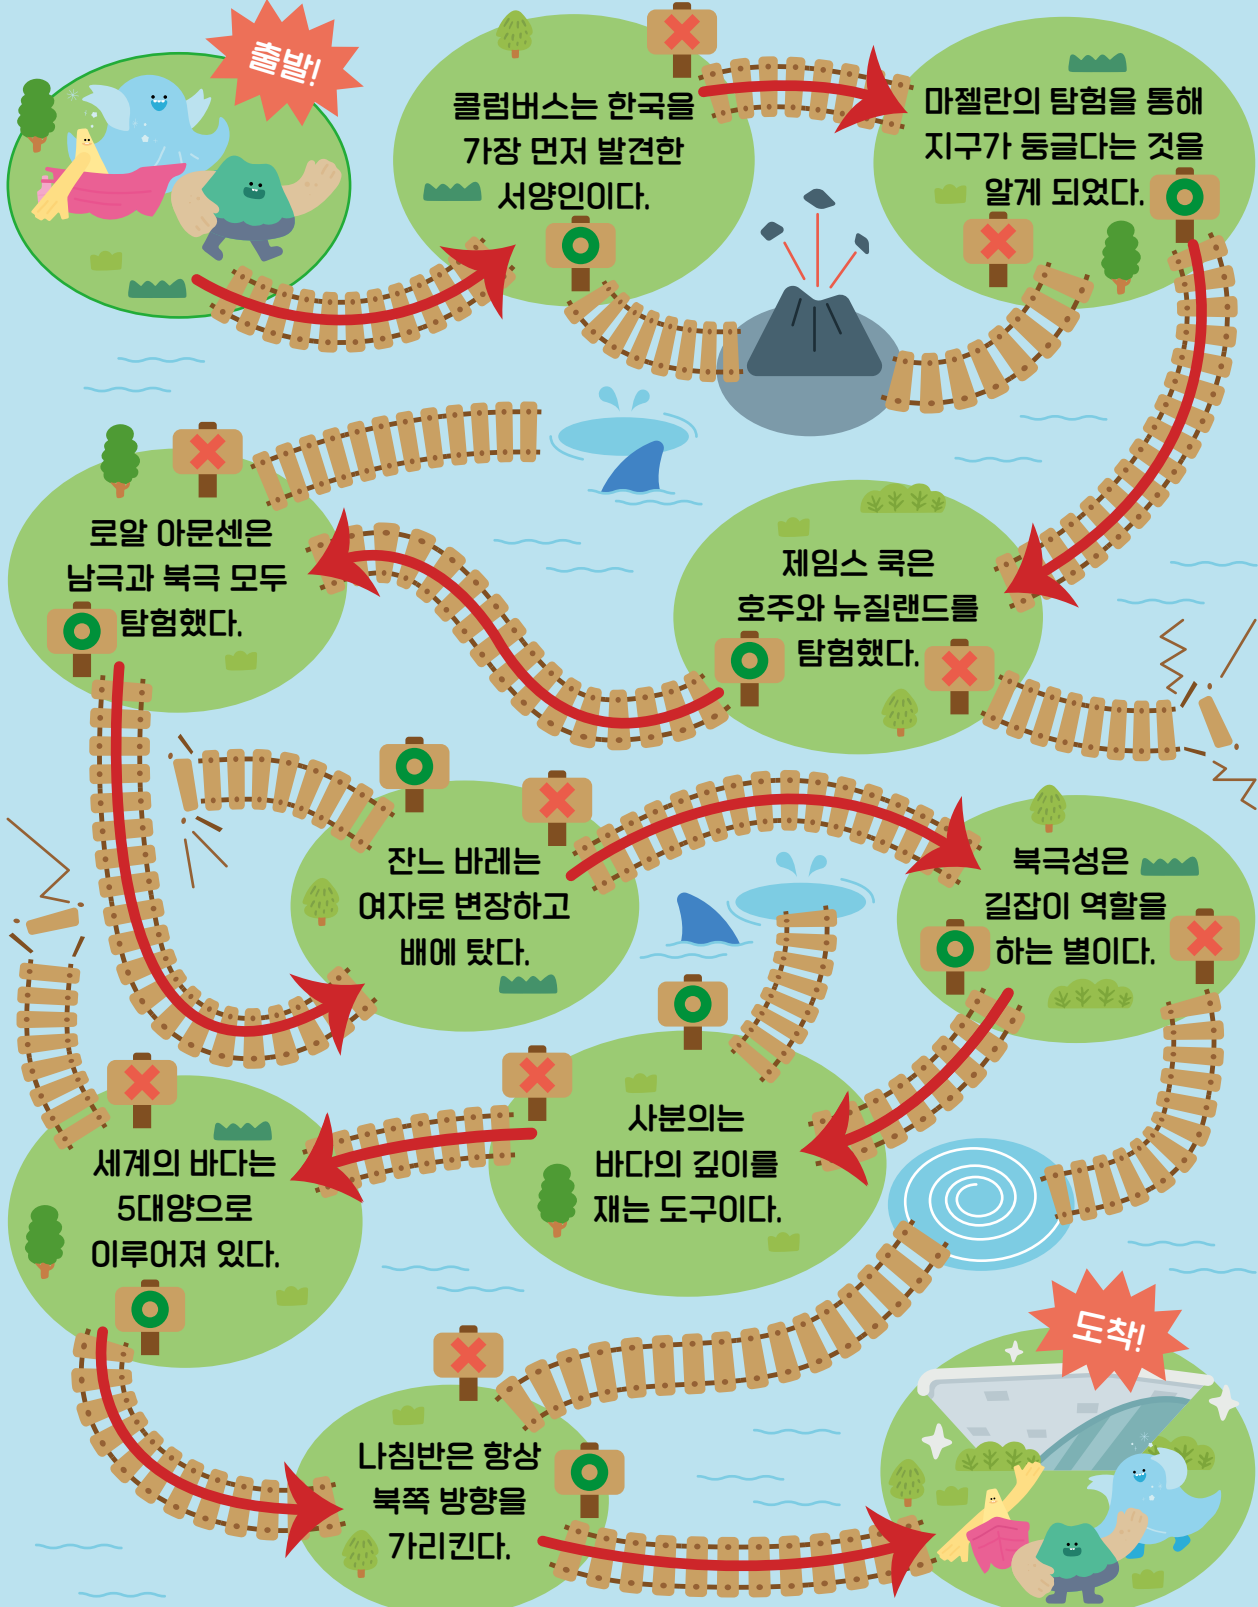 출발!
콜럼버스는 한국을
가장 먼저 발견한
서양인이다.
마젤란의 탐험을 통해
지구가 둥글다는 것을
알게 되었다.
제임스 쿡은
호주와 뉴질랜드를
탐험했다.
로알 아문센은
남극과 북극 모두
탐험했다.
잔느 바레는
여자로 변장하고
배에 탔다.
북극성은
길잡이 역할을
하는 별이다.
사분의는
바다의 깊이를
재는 도구이다.
세계의 바다는
5대양으로
이루어져 있다.
나침반은 항상
북쪽 방향을
가리킨다.
도착!